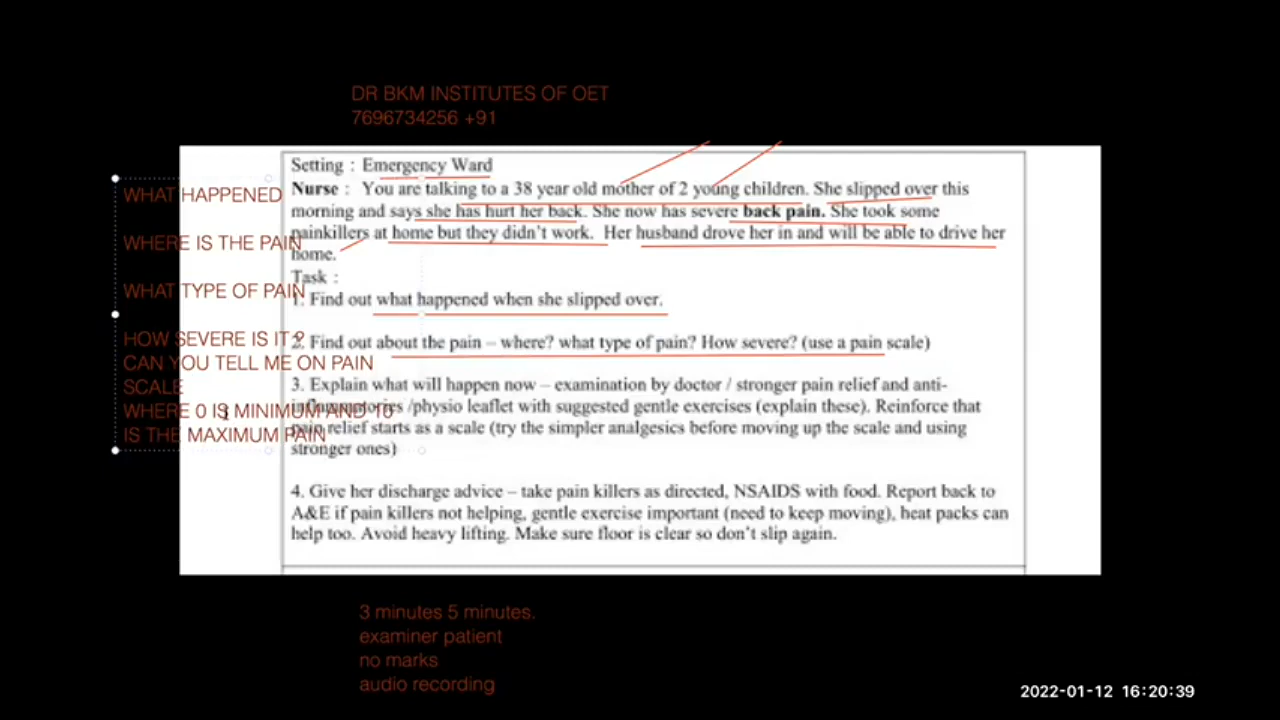 DR BKM INSTITUTES OF OET
7696734256 +91
Setting : Emergency Ward
Nurse : You are talking to a 38 year old mother of 2 young children. She slipped over this
morning and says she has hurt her back. She now has severe back pain. She took some
painkillers at home but they didn't work. Her husband drove her in and will be able to drive her
home.
Task :
1. Find out what happened when she slipped over.
2. Find out about the pain – where? what type of pain? How severe? (use a pain scale)
3. Explain what will happen now – examination by doctor / stronger pain relief and anti-
inflammatories /physio leaflet with suggested gentle exercises (explain these). Reinforce that
pain relief starts as a scale (try the simpler analgesics before moving up the scale and using
stronger ones)
4. Give her discharge advice – take pain killers as directed, NSAIDS with food. Report back to
A&E if pain killers not helping, gentle exercise important (need to keep moving), heat packs can
help too. Avoid heavy lifting. Make sure floor is clear so don't slip again.
WHAT HAPPENED
WHERE IS THE PAIN
WHAT TYPE OF PAIN
HOW SEVERE IS IT ?
CAN YOU TELL ME ON PAIN
SCALE
WHERE 0 IS MINIMUM AND 10
IS THE MAXIMUM PAIN
3 minutes 5 minutes.
examiner patient
no marks
audio recording
2022-01-12 16:20:39